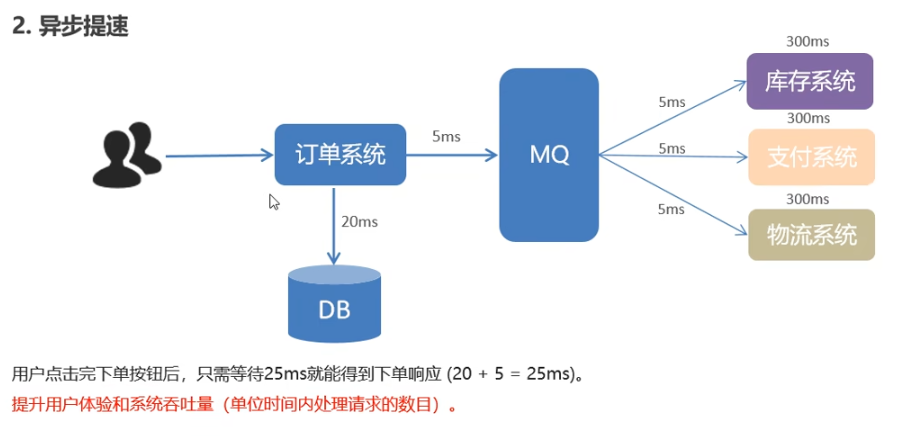 2. 异步提速
300ms
库存系统
5ms
300ms
订单系统
5ms
MQ
5ms
支付系统
300ms
5ms
20ms
物流系统
DB
用户点击完下单按钮后，只需等待25ms就能得到下单响应 (20 + 5 = 25ms)。
提升用户体验和系统吞吐量（单位时间内处理请求的数目）。